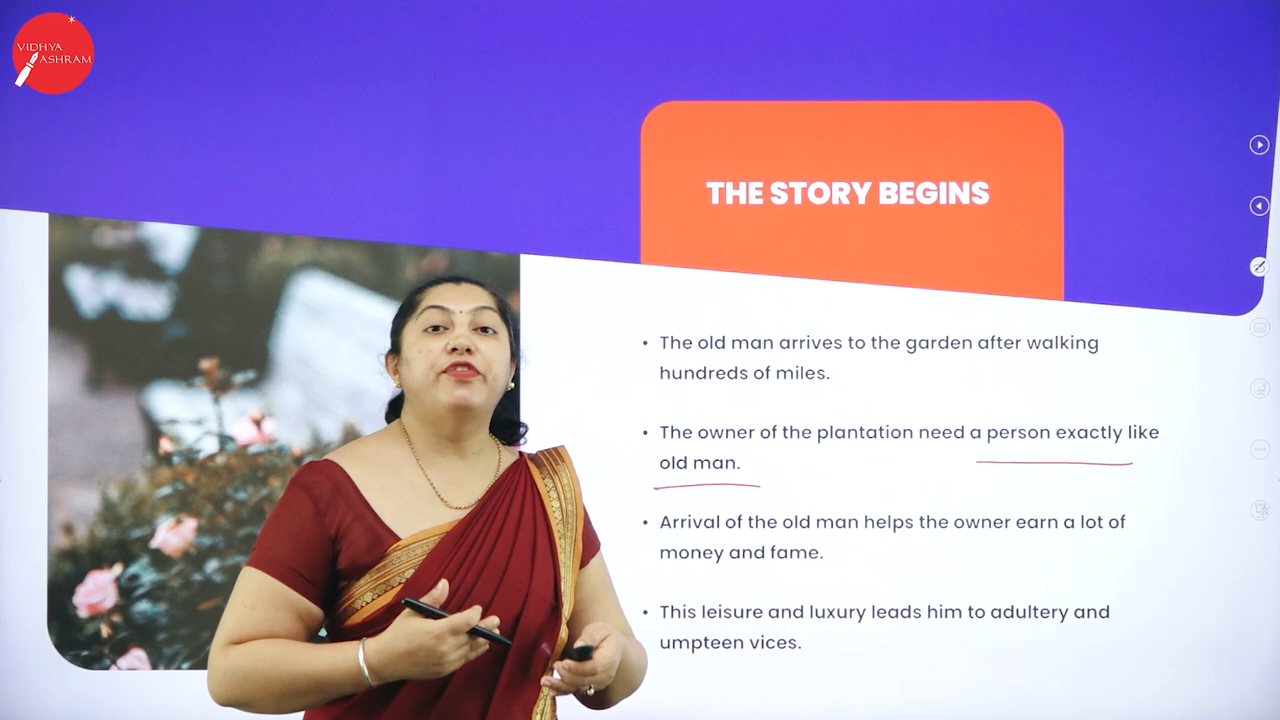 VIDHYA
ASHRAM
THE STORY BEGINS
• The old man arrives to the garden after walking
hundreds of miles.
• The owner of the plantation need a person exactly like
old man.
• Arrival of the old man helps the owner earn a lot of
money and fame.
• This leisure and luxury leads him to adultery and
umpteen vices.